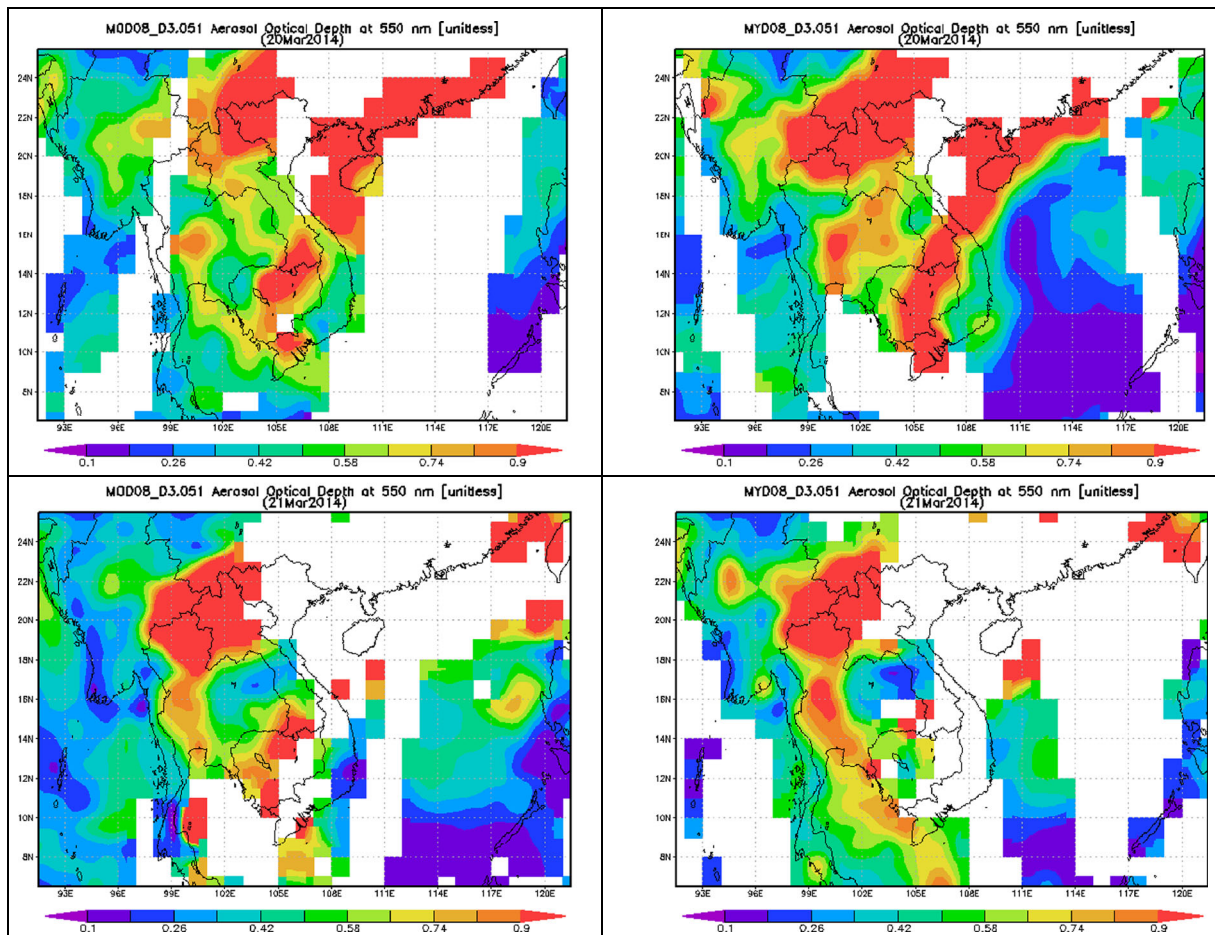 MOD08_D3.051 Aerosol Optical Depth at 550 nm [unitless]
(20Mar2014)
24N
22N
20N
18N
16N
14N
12N
10N
8N
93E 96E 99E 102E 105E 108E 111E 114E 117E 120E
0.1 0.26 0.42 0.58 0.74 0.9
MYD08_D3.051 Aerosol Optical Depth at 550 nm [unitless]
(20Mar2014)
24N
22N
20N
18N
16N
14N
12N
10N
8N
93E 96E 99E 102E 105E 108E 111E 114E 117E 120E
0.1 0.26 0.42 0.58 0.74 0.9
MOD08_D3.051 Aerosol Optical Depth at 550 nm [unitless]
(21Mar2014)
24N
22N
20N
18N
16N
14N
12N
10N
8N
93E 96E 99E 102E 105E 108E 111E 114E 117E 120E
0.1 0.26 0.42 0.58 0.74 0.9
MYD08_D3.051 Aerosol Optical Depth at 550 nm [unitless]
(21Mar2014)
24N
22N
20N
18N
16N
14N
12N
10N
8N
93E 96E 99E 102E 105E 108E 111E 114E 117E 120E
0.1 0.26 0.42 0.58 0.74 0.9